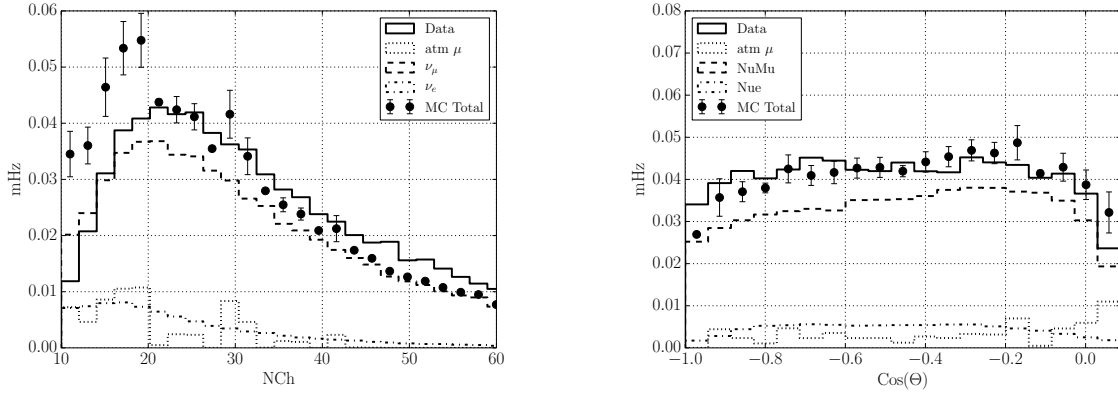 0.06
0.05
0.04
0.03
0.02
0.01
0.00
mHz
10 20 30 40 50 60
NCh
Data
atm μ
ν_μ
ν_e
MC Total
0.08
0.07
0.06
0.05
0.04
0.03
0.02
0.01
0.00
mHz
−1.0 −0.8 −0.6 −0.4 −0.2 0.0
Cos(Θ)
Data
atm μ
NuMu
Nue
MC Total